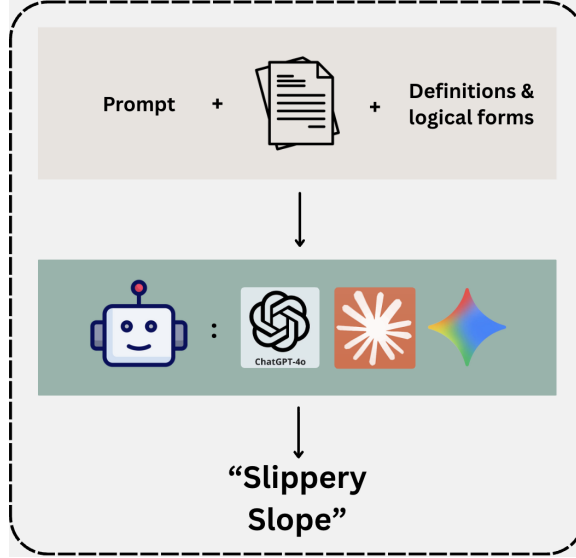 Prompt + + Definitions &
logical forms
:
ChatGPT-4o
“Slippery
Slope”